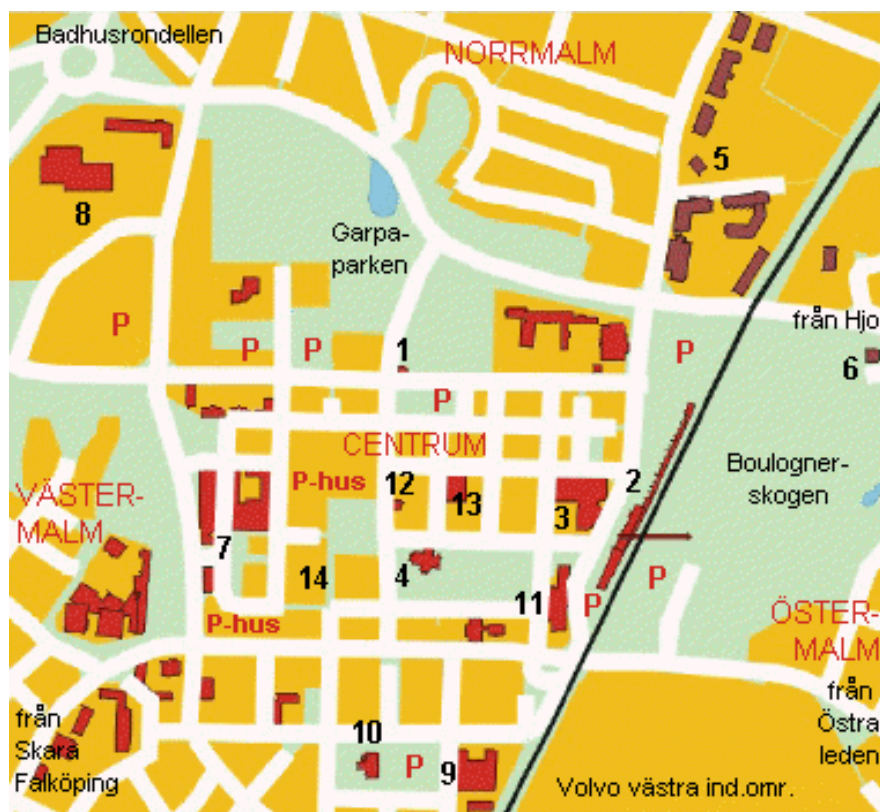 Badhusrondellen
NORRMALM
5
8
Garpa-
parken
från Hjo
P
P
P
1
P
6
P
CENTRUM
VÄSTER-
MALM
P-hus
12
13
2
Boulogner-
skogen
3
7
4
14
11
P
P
P-hus
ÖSTER-
MALM
från
Östra
leden
från
Skara
Falköping
10
P
9
Volvo västra ind.omr.